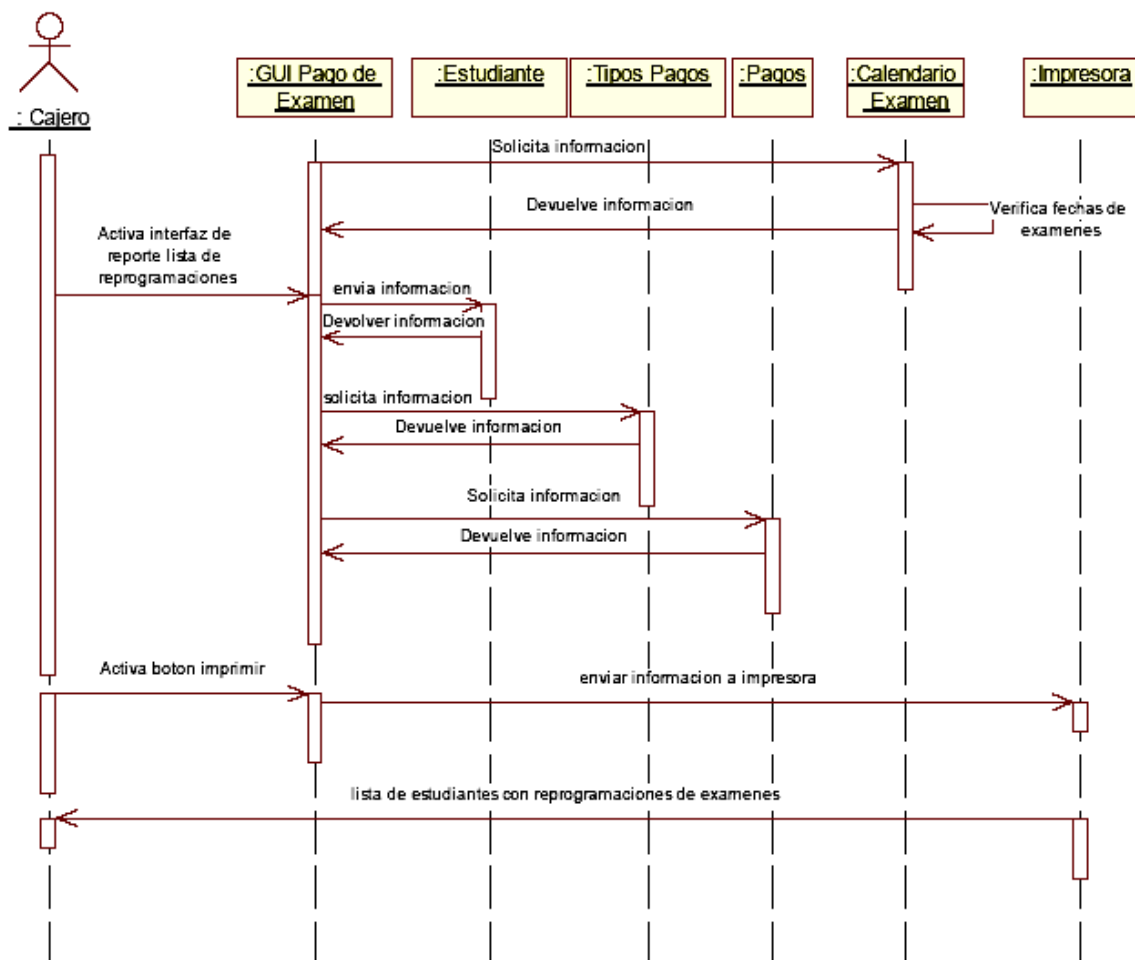 : Cajero
:GUI Pago de
Examen
:Estudiante
:Tipos Pagos
:Pagos
:Calendario
Examen
:Impresora
Solicita informacion
Devuelve informacion
Verifica fechas de
examenes
Activa interfaz de
reporte lista de
reprogramaciones
envia informacion
Devolver informacion
solicita informacion
Devuelve informacion
Solicita informacion
Devuelve informacion
Activa boton imprimir
enviar informacion a impresora
lista de estudiantes con reprogramaciones de examenes